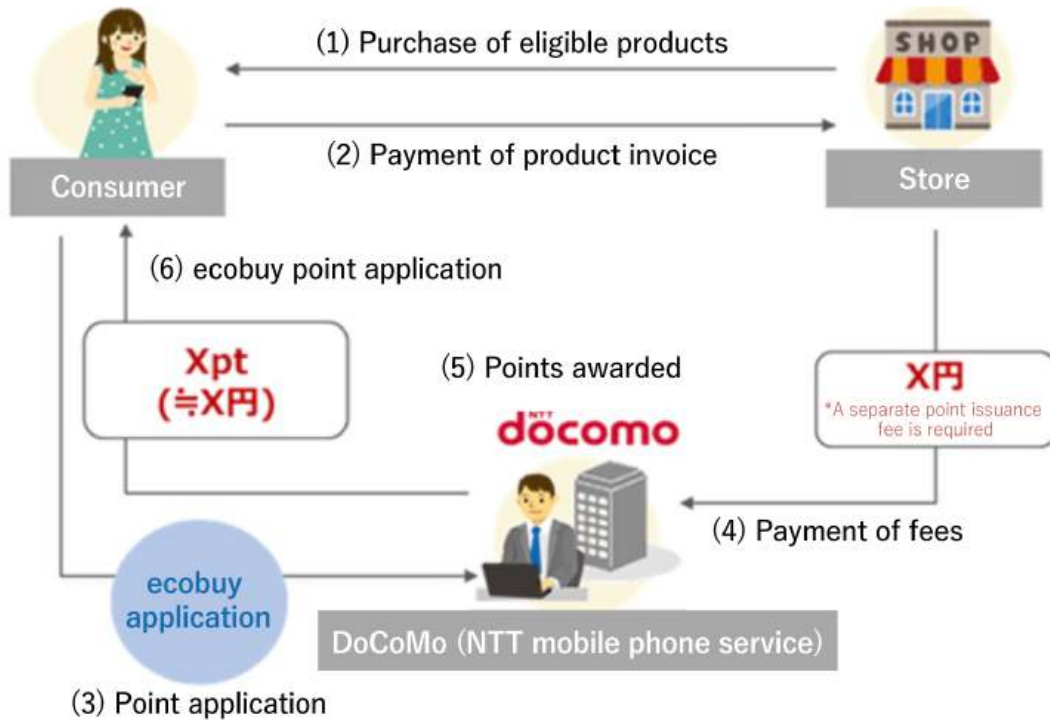 (1) Purchase of eligible products
SHOP
(2) Payment of product invoice
Consumer
Store
(6) ecobuy point application
Xpt
(≒X円)
(5) Points awarded
X円
*A separate point issuance
fee is required
NTT
döcomo
(4) Payment of fees
ecobuy
application
DoCoMo (NTT mobile phone service)
(3) Point application